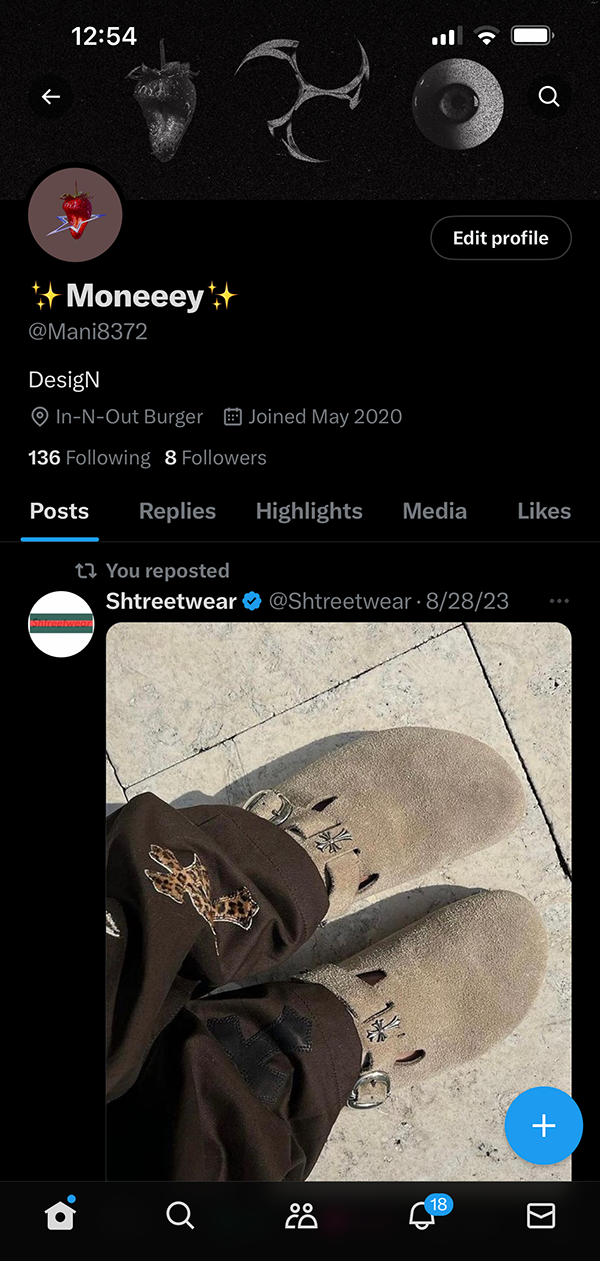 12:54
Edit profile
✨Moneeey✨
@Mani8372
DesigN
In-N-Out Burger Joined May 2020
136 Following 8 Followers
Posts Replies Highlights Media Likes
You reposted
Shtreetwear @Shtreetwear · 8/28/23
Shtreetwear
18